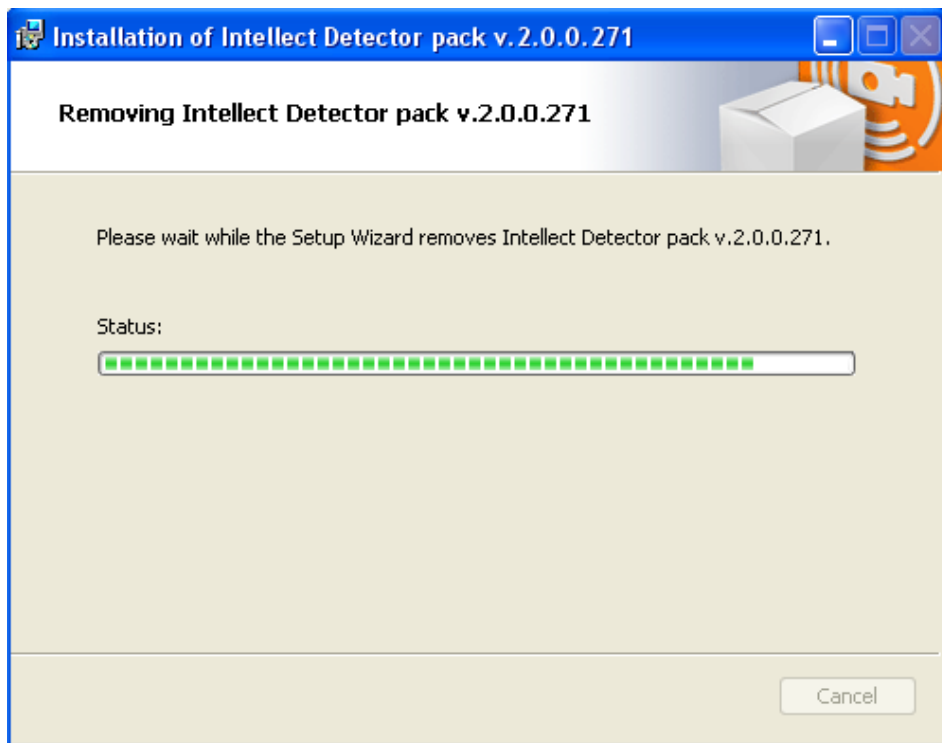 Installation of Intellect Detector pack v.2.0.0.271
Removing Intellect Detector pack v.2.0.0.271
Please wait while the Setup Wizard removes Intellect Detector pack v.2.0.0.271.
Status:
Cancel